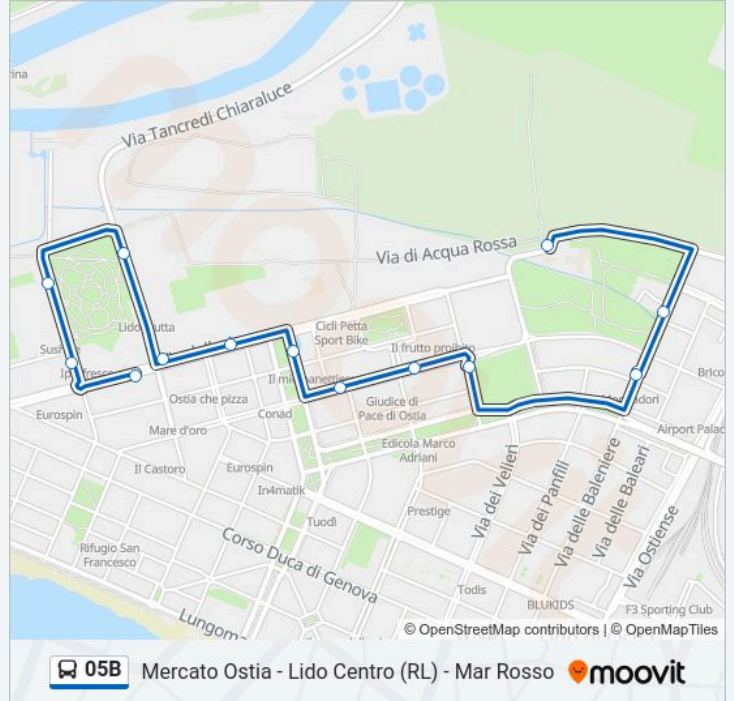 rina
Via Tancredi Chiaraluce
Via di Acqua Rossa
Lido
utta
Cicli Petta
Sport Bike
Il frutto proibito
Eurospin
Ostia che pizza
Conad
Giudice di
Pace di Ostia
Brico
Mare d'oro
Edicola Marco
Adriani
Airport Palac
Il Castoro
Eurospin
In4matik
Prestige
Via dei Velieri
Via dei Panfili
Via delle Baleniere
Via delle Baleari
Via Ostiense
Tuodì
Rifugio San
Francesco
Corso Duca di Genova
Todis
BLUKIDS
F3 Sporting Club
Lungoma
© OpenStreetMap contributors | © OpenMapTiles
05B Mercato Ostia - Lido Centro (RL) - Mar Rosso moovit